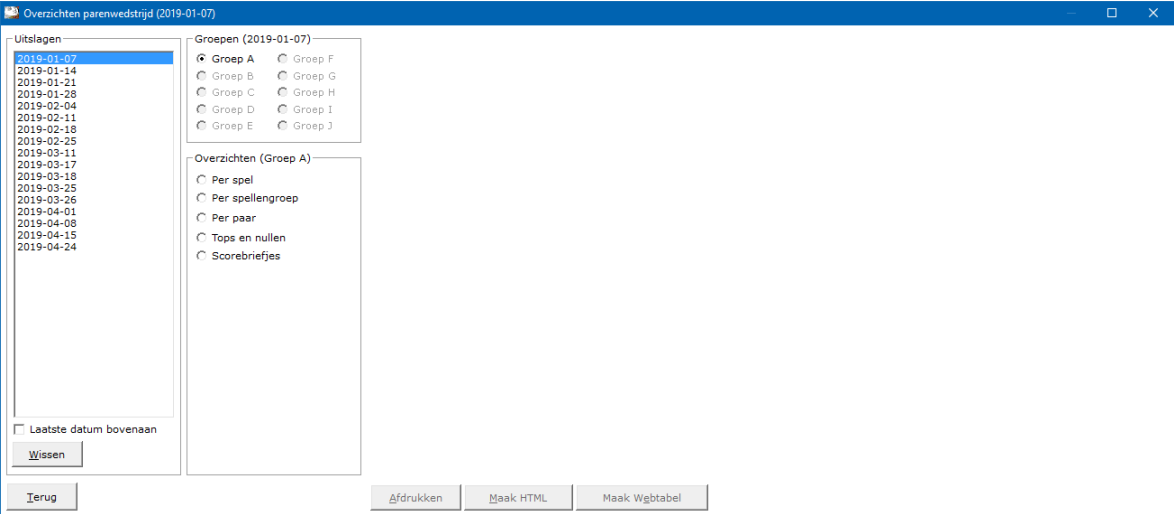 Overzichten parenwedstrijd (2019-01-07)
Uitslagen
2019-01-07
2019-01-14
2019-01-21
2019-01-28
2019-02-04
2019-02-11
2019-02-18
2019-02-25
2019-03-11
2019-03-17
2019-03-18
2019-03-25
2019-03-26
2019-04-01
2019-04-08
2019-04-15
2019-04-24
Laatste datum bovenaan
Wissen
Terug
Groepen (2019-01-07)
Groep A Groep F
Groep B Groep G
Groep C Groep H
Groep D Groep I
Groep E Groep J
Overzichten (Groep A)
Per spel
Per spellengroep
Per paar
Tops en nullen
Scorebriefjes
Afdrukken Maak HTML Maak Webtabel